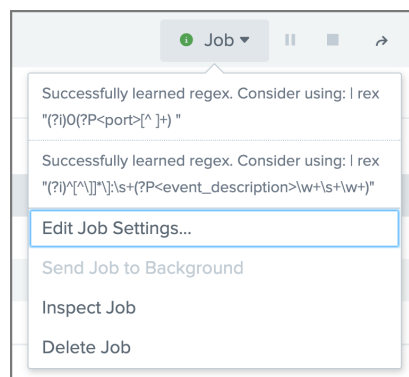 Job
Successfully learned regex. Consider using: | rex
"(?i)0(?P<port>[^ ]+) "
Successfully learned regex. Consider using: | rex
"(?i)^[^\]]*\]:\s+(?P<event_description>\w+\s+\w+)"
Edit Job Settings...
Send Job to Background
Inspect Job
Delete Job